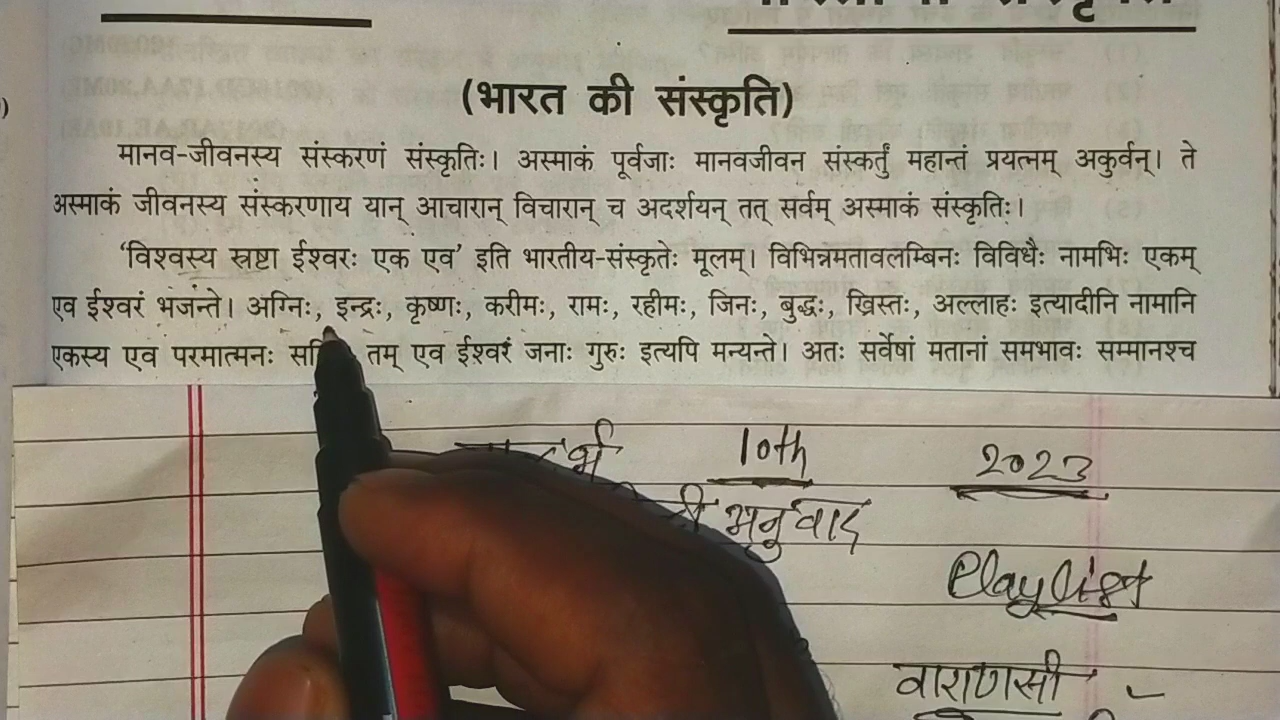 (भारत की संस्कृति)
मानव-जीवनस्य संस्करणं संस्कृतिः। अस्माकं पूर्वजाः मानवजीवन संस्कर्तुं महान्तं प्रयत्नम् अकुर्वन्। ते
अस्माकं जीवनस्य संस्करणाय यान् आचारान् विचारान् च अदर्शयन् तत् सर्वम् अस्माकं संस्कृतिः।
‘विश्वस्य स्रष्टा ईश्वरः एक एव’ इति भारतीय-संस्कृतेः मूलम्। विभिन्नमतावलम्बिनः विविधैः नामभिः एकम्
एव ईश्वरं भजन्ते। अग्निः, इन्द्रः, कृष्णः, करीमः, रामः, रहीमः, जिनः, बुद्धः, ख्रिस्तः, अल्लाहः इत्यादीनि नामानि
एकस्य एव परमात्मनः तम् एव ईश्वरं जनाः गुरुः इत्यपि मन्यन्ते। अतः सर्वेषां मतानां समभावः सम्मानश्च
10th 2023
अनुवाद
Playlist
वाराणसी -